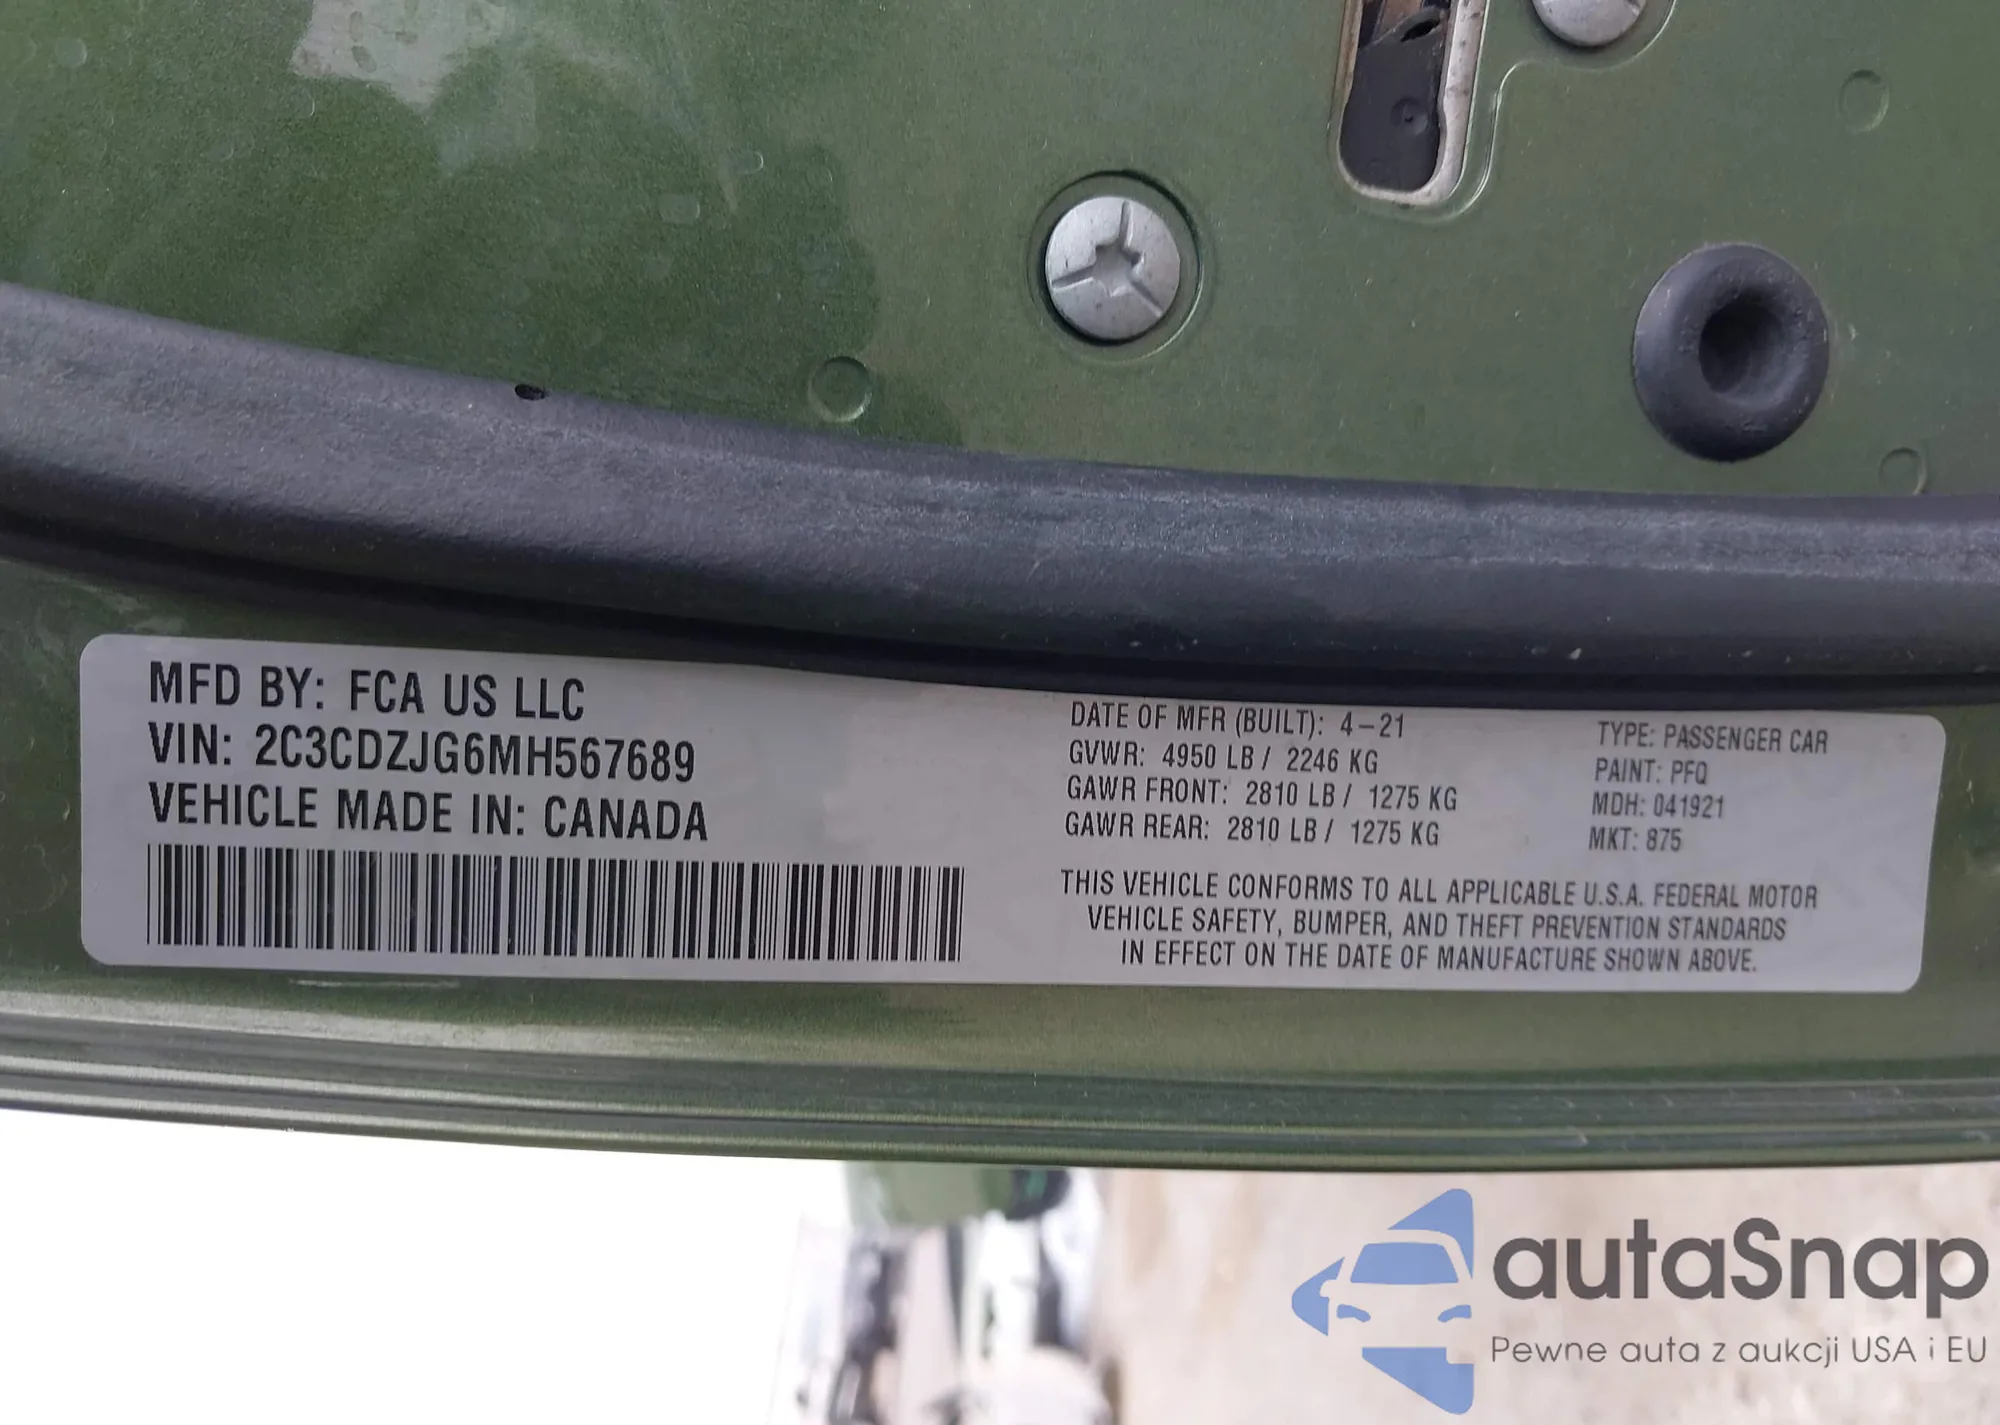 MFD BY: FCA US LLC
VIN: 2C3CDZJG6MH567689
VEHICLE MADE IN: CANADA
DATE OF MFR (BUILT): 4-21
GVWR: 4950 LB / 2246 KG
GAWR FRONT: 2810 LB / 1275 KG
GAWR REAR: 2810 LB / 1275 KG
TYPE: PASSENGER CAR
PAINT: PFQ
MDH: 041921
MKT: 875
THIS VEHICLE CONFORMS TO ALL APPLICABLE U.S.A. FEDERAL MOTOR
VEHICLE SAFETY, BUMPER, AND THEFT PREVENTION STANDARDS
IN EFFECT ON THE DATE OF MANUFACTURE SHOWN ABOVE.
autaSnap
Pewne auta z aukcji USA i EU